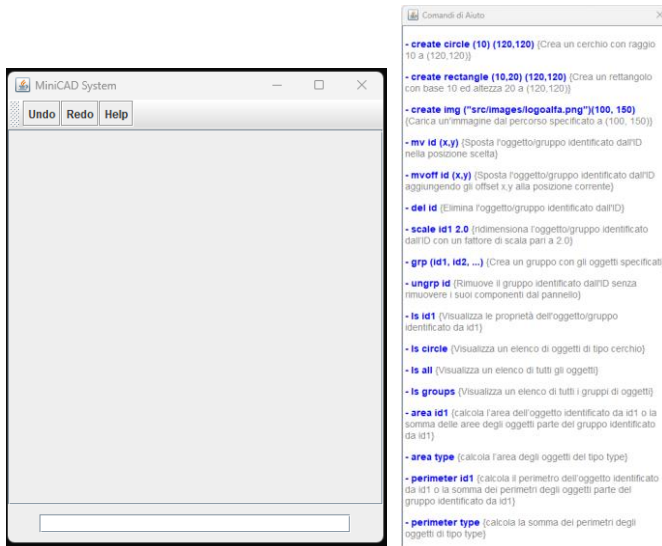 MiniCAD System
Undo Redo Help
Comandi di Aiuto
- create circle (10) (120,120) {Crea un cerchio con raggio
10 a (120,120)}
- create rectangle (10,20) (120,120) {Crea un rettangolo
con base 10 ed altezza 20 a (120,120)}
- create img ("src/images/logoalfa.png")(100, 150)
{Carica un'immagine dal percorso specificato a (100, 150)}
- mv id (x,y) {Sposta l'oggetto/gruppo identificato dall'ID
nella posizione scelta}
- mvoff id (x,y) {Sposta l'oggetto/gruppo identificato dall'ID
aggiungendo gli offset x,y alla posizione corrente}
- del id {Elimina l'oggetto/gruppo identificato dall'ID}
- scale id1 2.0 {ridimensiona l'oggetto/gruppo identificato
dall'ID con un fattore di scala pari a 2.0}
- grp (id1, id2, ...) {Crea un gruppo con gli oggetti specificati
- ungrp id {Rimuove il gruppo identificato dall'ID senza
rimuovere i suoi componenti dal pannello}
- ls id1 {Visualizza le proprietà dell'oggetto/gruppo
identificato da id1}
- ls circle {Visualizza un elenco di oggetti di tipo cerchio}
- ls all {Visualizza un elenco di tutti gli oggetti}
- ls groups {Visualizza un elenco di tutti i gruppi di oggetti}
- area id1 {calcola l'area dell'oggetto identificato da id1 o la
somma delle aree degli oggetti parte del gruppo identificato
da id1}
- area type {calcola l'area degli oggetti del tipo type}
- perimeter id1 {calcola il perimetro dell'oggetto identificato
da id1 o la somma dei perimetri degli oggetti parte del
gruppo identificato da id1}
- perimeter type {calcola la somma dei perimetri degli
oggetti di tipo type}